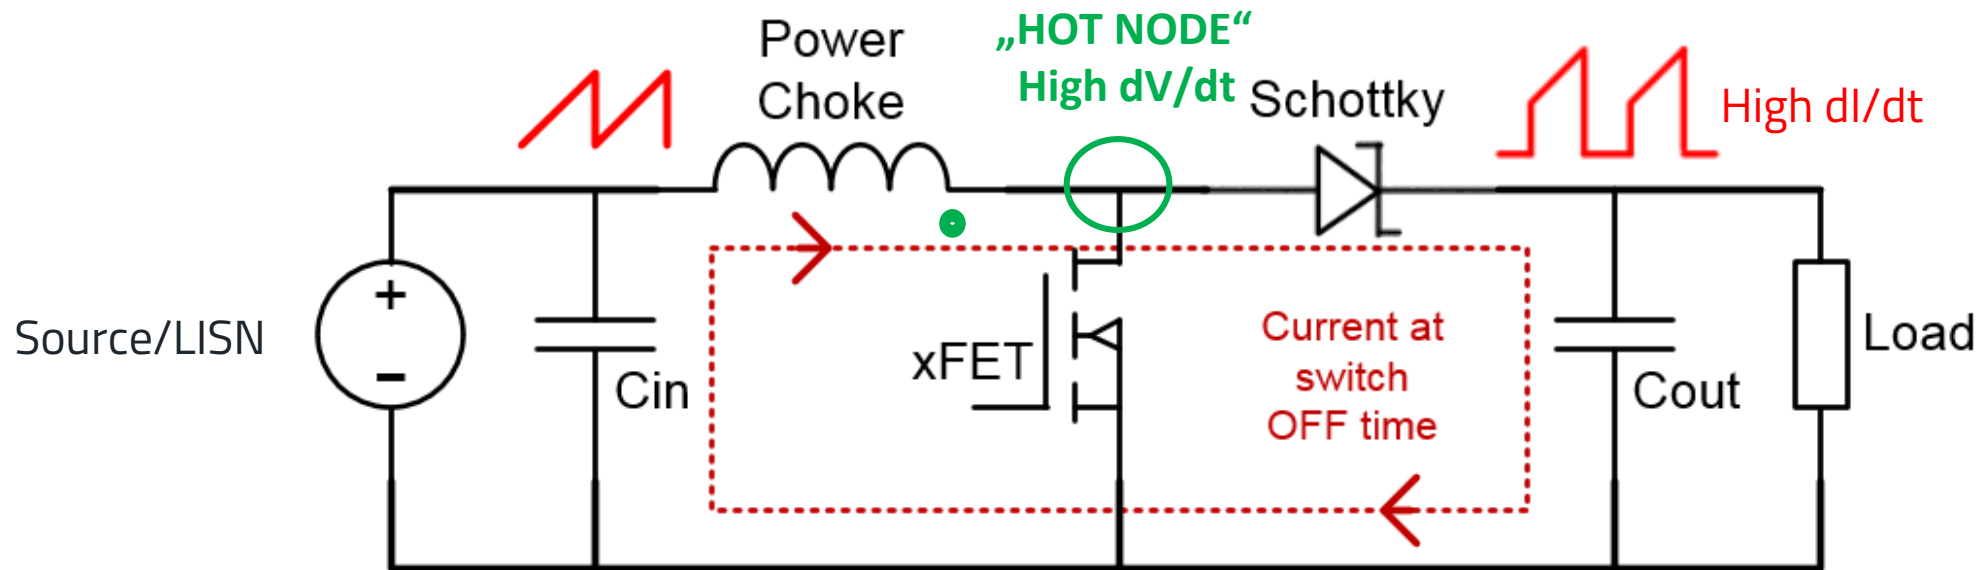 Power
Choke
„HOT NODE“
High dV/dt
Schottky
High dI/dt
Source/LISN
+
-
Cin
xFET
Current at
switch
OFF time
Cout
Load